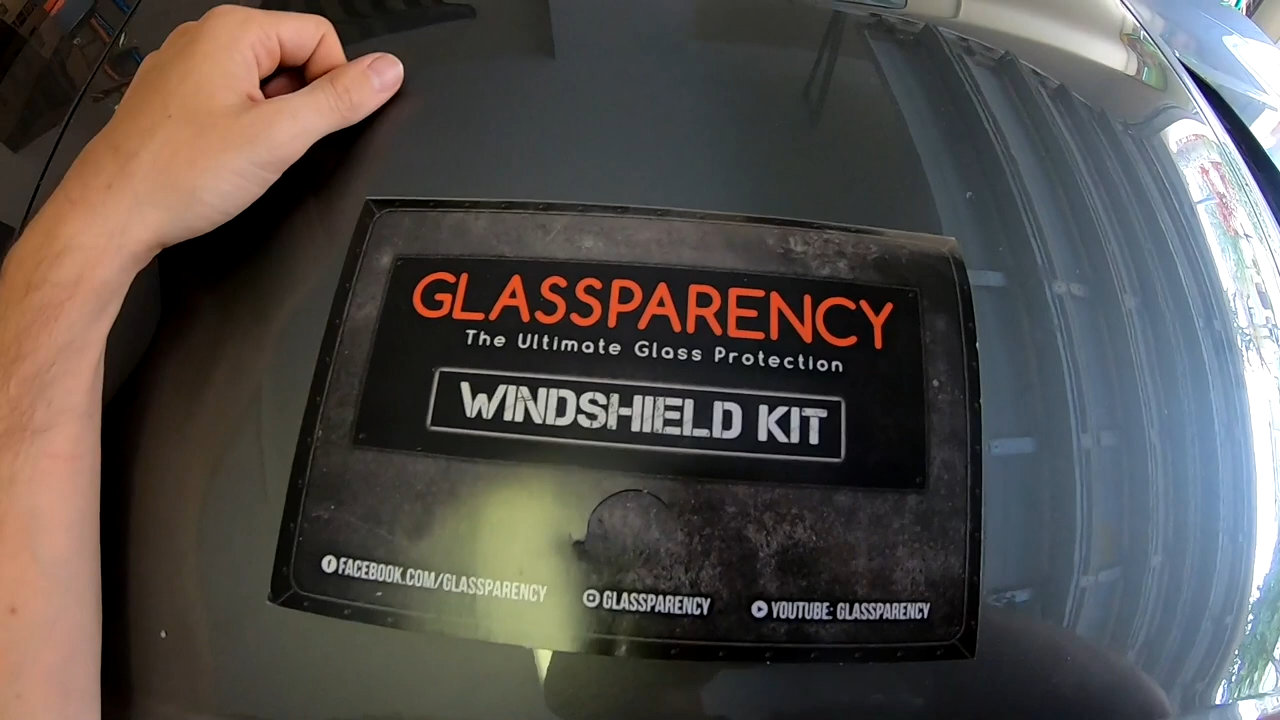 GLASSPARENCY
The Ultimate Glass Protection
WINDSHIELD KIT
FACEBOOK.COM/GLASSPARENCY
GLASSPARENCY
YOUTUBE: GLASSPARENCY